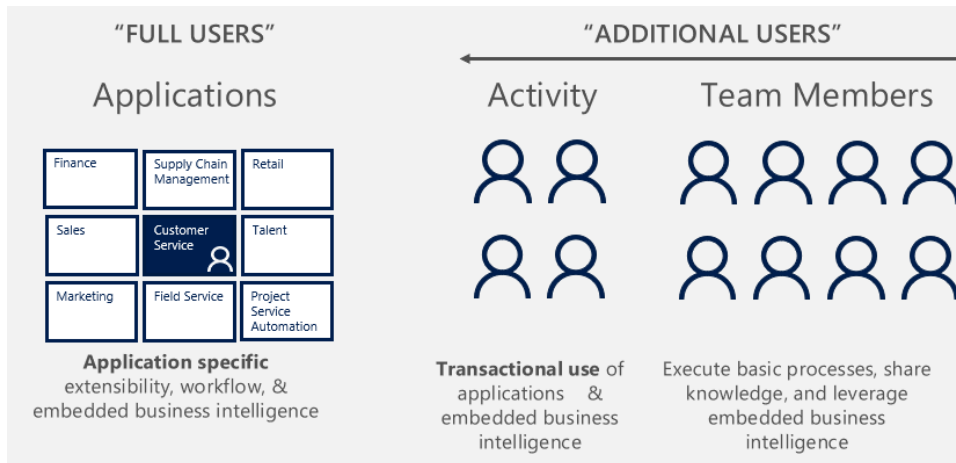 “FULL USERS”
Applications
Finance
Supply Chain
Management
Retail
Sales
Customer
Service
Talent
Marketing
Field Service
Project
Service
Automation
Application specific
extensibility, workflow, &
embedded business intelligence
“ADDITIONAL USERS”
Activity
Transactional use of
applications &
embedded business
intelligence
Team Members
Execute basic processes, share
knowledge, and leverage
embedded business
intelligence